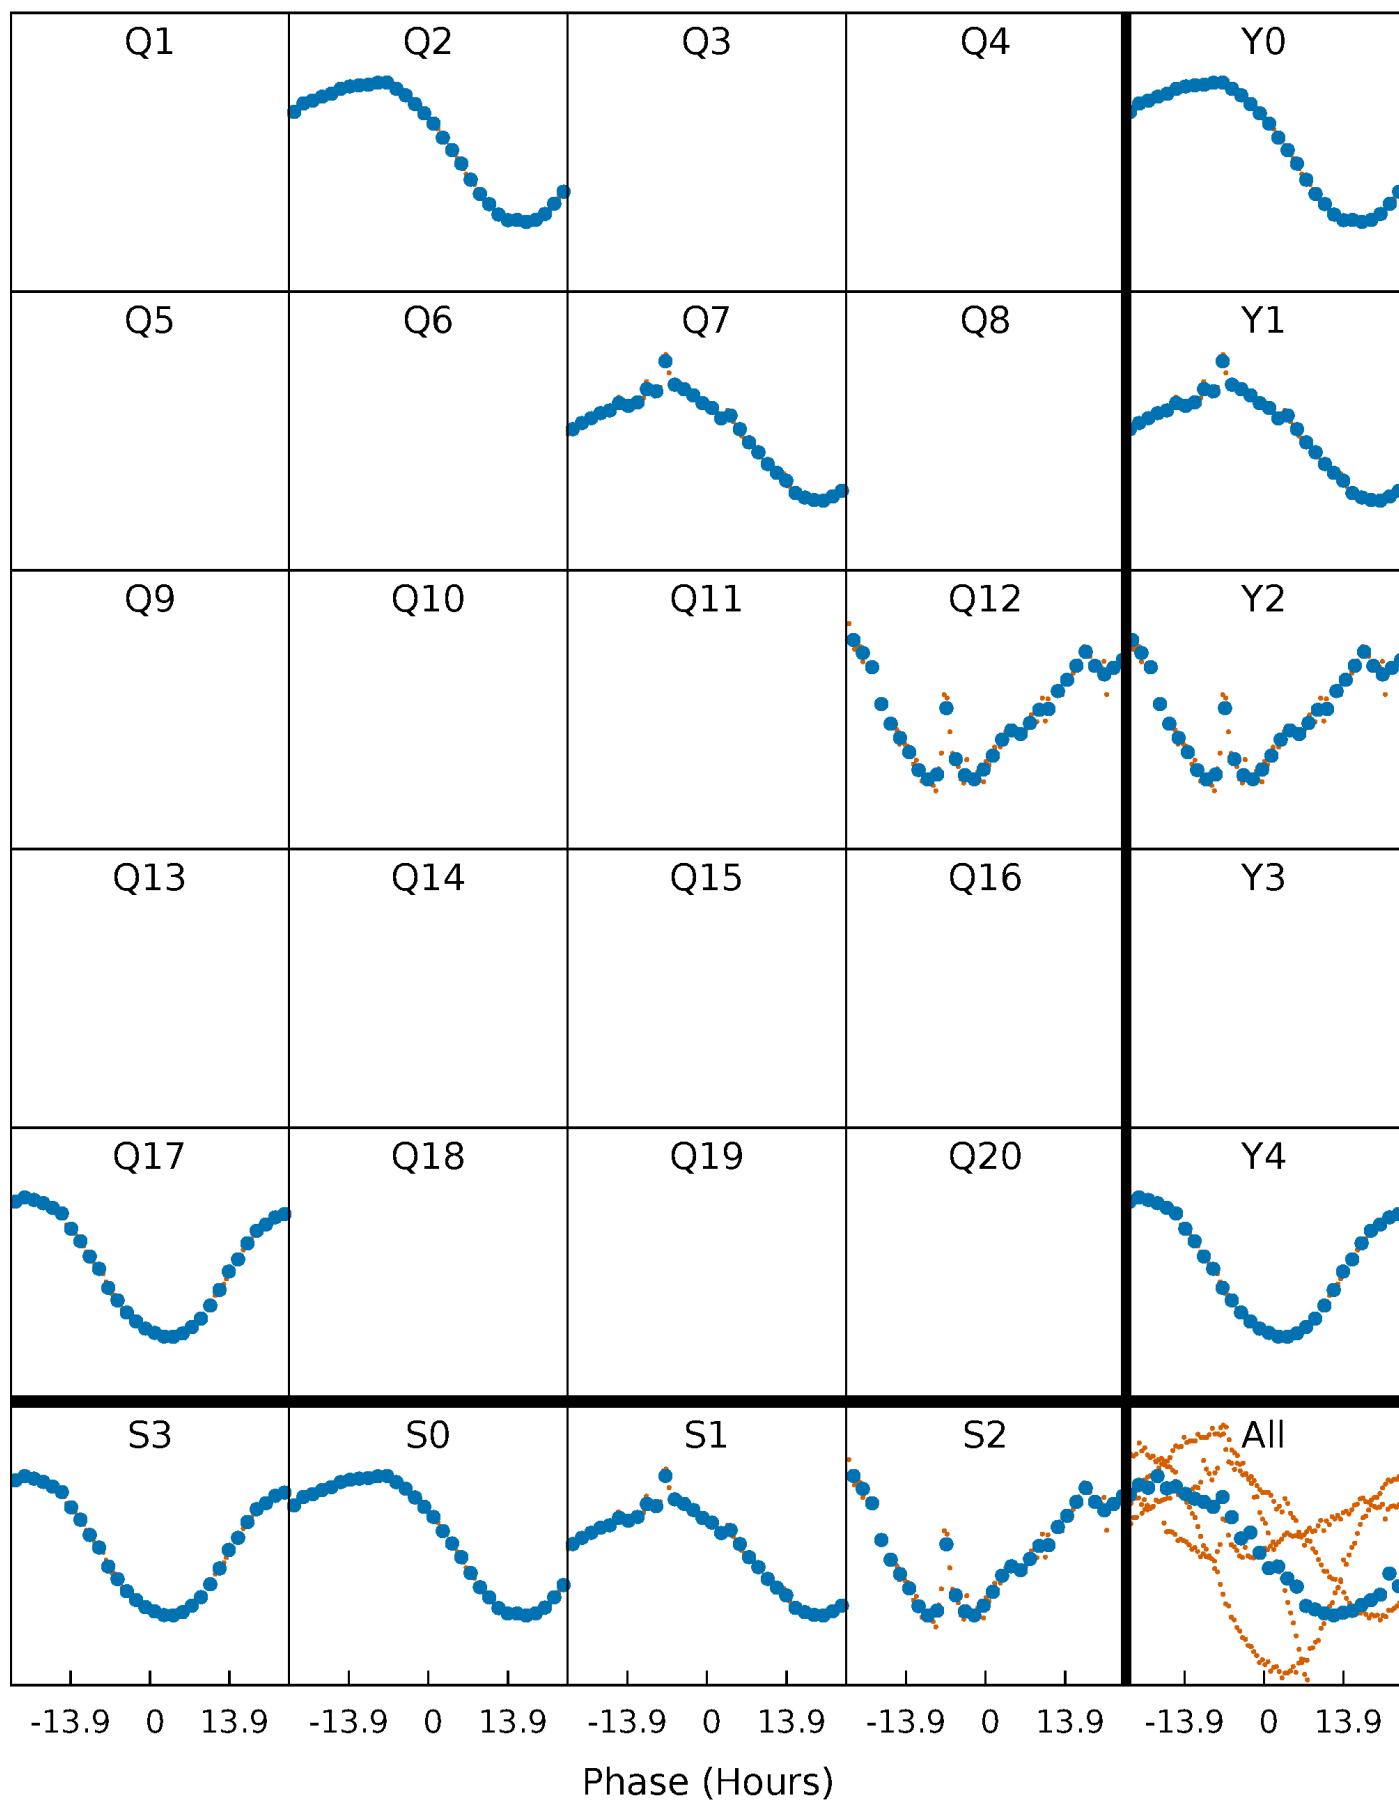 Q1 Q2 Q3 Q4 Y0
Q5 Q6 Q7 Q8 Y1
Q9 Q10 Q11 Q12 Y2
Q13 Q14 Q15 Q16 Y3
Q17 Q18 Q19 Q20 Y4
S3 S0 S1 S2 All
-13.9 0 13.9 -13.9 0 13.9 -13.9 0 13.9 -13.9 0 13.9 -13.9 0 13.9
Phase (Hours)